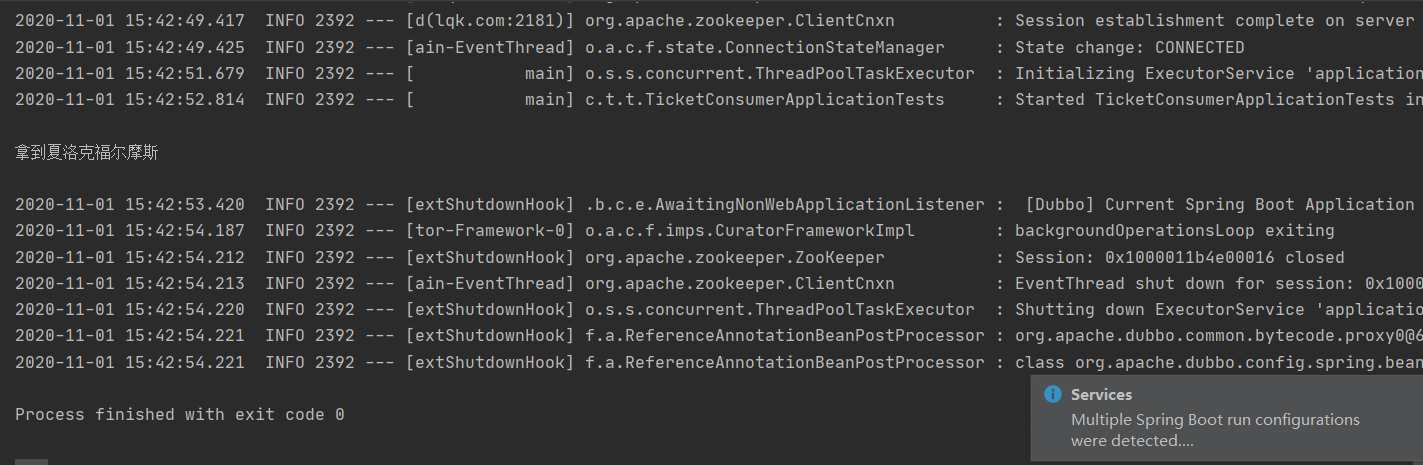 2020-11-01 15:42:49.417  INFO 2392 --- [d(lqk.com:2181)] org.apache.zookeeper.ClientCnxn          : Session establishment complete on server
2020-11-01 15:42:49.425  INFO 2392 --- [ain-EventThread] o.a.c.f.state.ConnectionStateManager     : State change: CONNECTED
2020-11-01 15:42:51.679  INFO 2392 --- [           main] o.s.s.concurrent.ThreadPoolTaskExecutor  : Initializing ExecutorService 'application
2020-11-01 15:42:52.814  INFO 2392 --- [           main] c.t.t.TicketConsumerApplicationTests     : Started TicketConsumerApplicationTests in
拿到夏洛克福尔摩斯
2020-11-01 15:42:53.420  INFO 2392 --- [extShutdownHook] .b.c.e.AwaitingNonWebApplicationListener :  [Dubbo] Current Spring Boot Application
2020-11-01 15:42:54.187  INFO 2392 --- [tor-Framework-0] o.a.c.f.imps.CuratorFrameworkImpl        : backgroundOperationsLoop exiting
2020-11-01 15:42:54.212  INFO 2392 --- [extShutdownHook] org.apache.zookeeper.ZooKeeper           : Session: 0x1000011b4e00016 closed
2020-11-01 15:42:54.213  INFO 2392 --- [ain-EventThread] org.apache.zookeeper.ClientCnxn          : EventThread shut down for session: 0x1000
2020-11-01 15:42:54.220  INFO 2392 --- [extShutdownHook] o.s.s.concurrent.ThreadPoolTaskExecutor  : Shutting down ExecutorService 'applicatio
2020-11-01 15:42:54.221  INFO 2392 --- [extShutdownHook] f.a.ReferenceAnnotationBeanPostProcessor : org.apache.dubbo.common.bytecode.proxy0@6
2020-11-01 15:42:54.221  INFO 2392 --- [extShutdownHook] f.a.ReferenceAnnotationBeanPostProcessor : class org.apache.dubbo.config.spring.bean
Process finished with exit code 0
Services
Multiple Spring Boot run configurations
were detected....